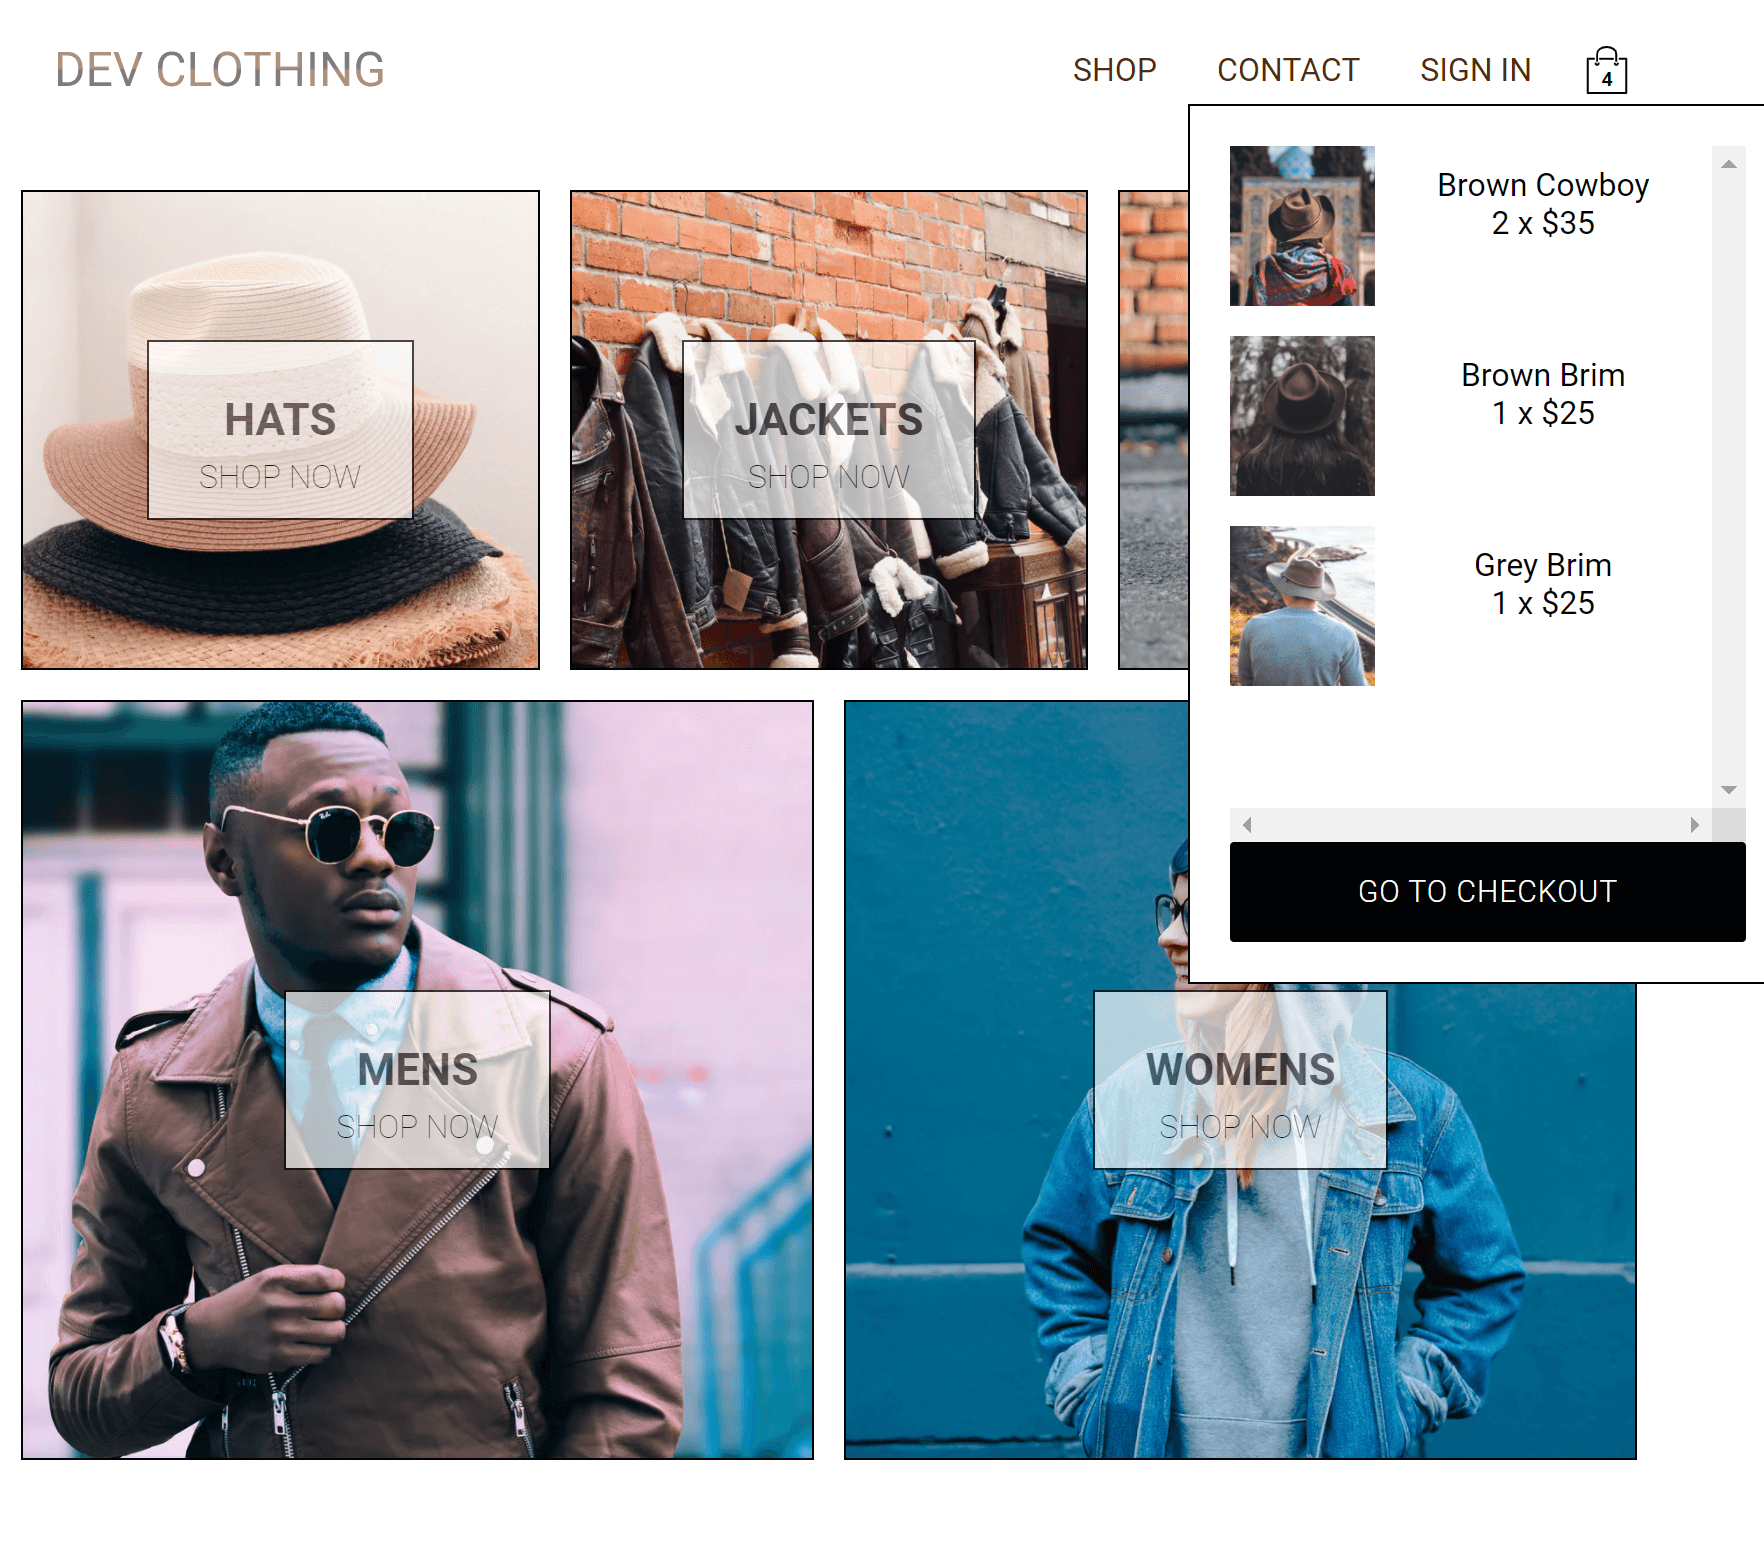 DEV CLOTHING
SHOP
CONTACT
SIGN IN
4
Brown Cowboy
2 x $35
Brown Brim
1 x $25
Grey Brim
1 x $25
GO TO CHECKOUT
HATS
SHOP NOW
JACKETS
SHOP NOW
MENS
SHOP NOW
WOMENS
SHOP NOW